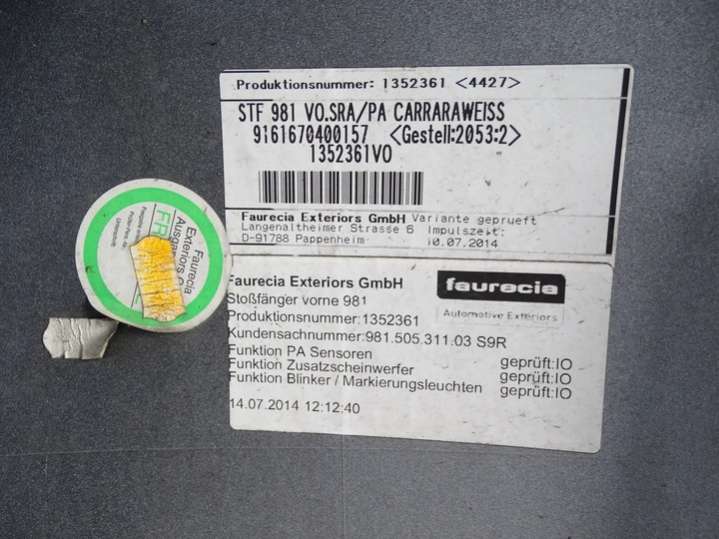 Produktionsnummer: 1352361 <4427>
STF 981 VO.SRA/PA CARRARAWEISS
9161670400157 <Gestell:2053:2>
1352361VO
Faurecia Exteriors GmbH Variante geprueft
Langenaltheimer Strasse 6 Impulszeit:
D-91788 Pappenheim 10.07.2014
Faurecia Exteriors GmbH faurecia
Automotive Exteriors
Stoßfänger vorne 981
Produktionsnummer:1352361
Kundensachnummer:981.505.311.03 S9R
Funktion PA Sensoren geprüft:IO
Funktion Zusatzscheinwerfer geprüft:IO
Funktion Blinker / Markierungsleuchten geprüft:IO
14.07.2014 12:12:40
Faurecia
Exteriors